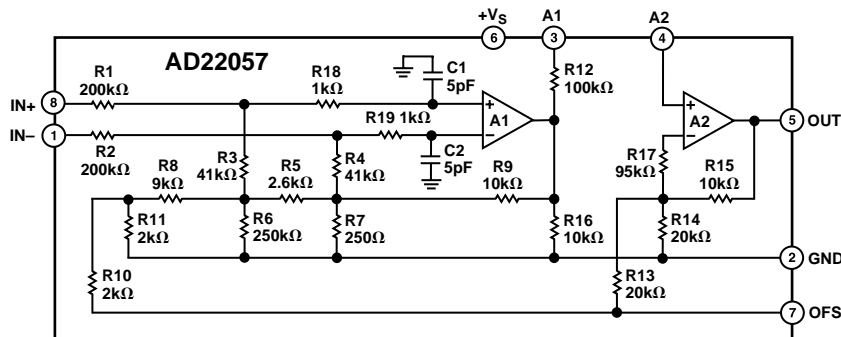 +VS A1 A2
6 3 4
AD22057
R1
200kΩ
R18
1kΩ
C1
5pF
R12
100kΩ
IN+ 8
R19 1kΩ
+
A1
–
+
A2
–
5 OUT
IN– 1
R2
200kΩ
R3
41kΩ
R4
41kΩ
C2
5pF
R17
95kΩ
R15
10kΩ
R8
9kΩ
R5
2.6kΩ
R9
10kΩ
R11
2kΩ
R6
250kΩ
R7
250Ω
R16
10kΩ
R14
20kΩ
2 GND
R10
2kΩ
R13
20kΩ
7 OFS